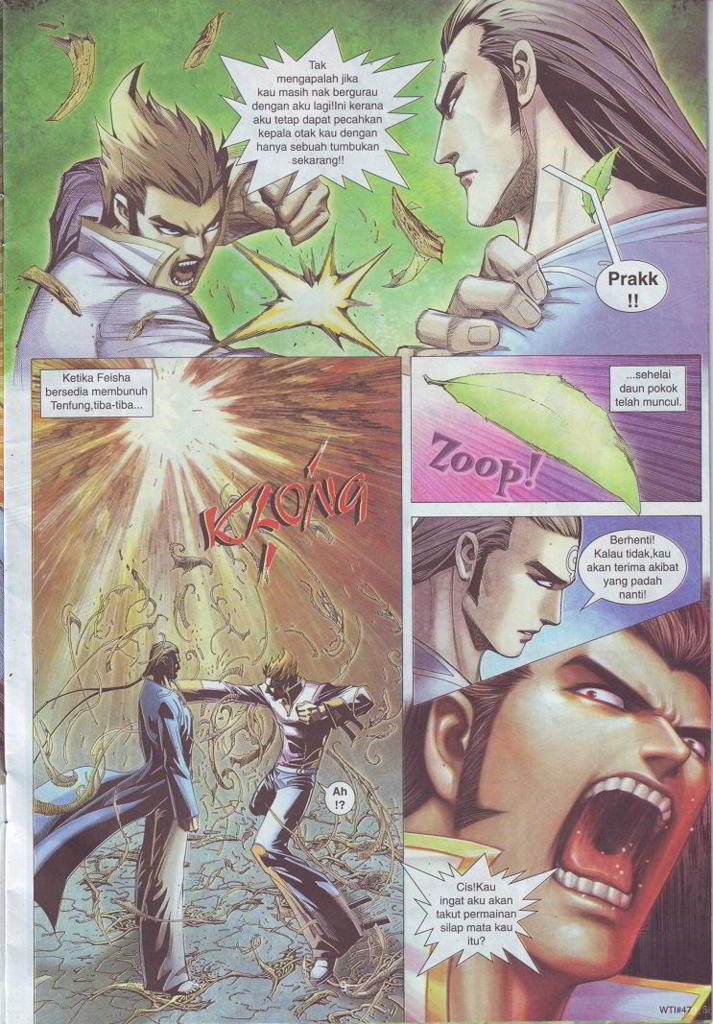 Tak
mengapalah jika
kau masih nak bergurau
dengan aku lagi!Ini kerana
aku tetap dapat pecahkan
kepala otak kau dengan
hanya sebuah tumbukan
sekarang!!
Prakk
!!
Ketika Feisha
bersedia membunuh
Tenfung,tiba-tiba...
KLONG
!
Ah
!?
...sehelai
daun pokok
telah muncul.
Zoop!
Berhenti!
Kalau tidak,kau
akan terima akibat
yang padah
nanti!
Cis!Kau
ingat aku akan
takut permainan
silap mata kau
itu?
WTI#47